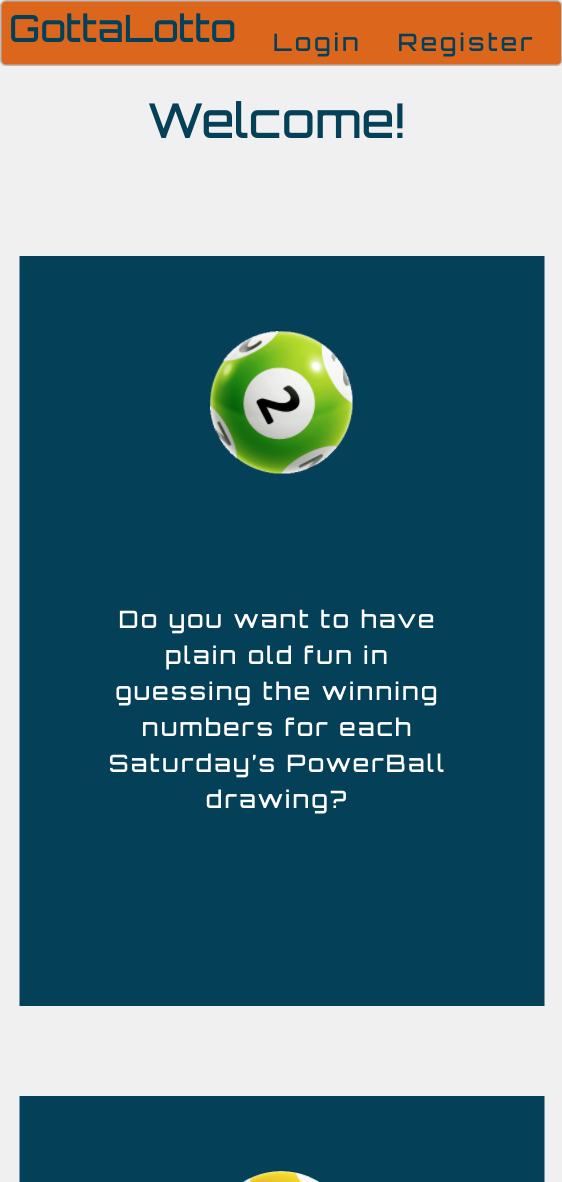 GottaLotto
Login Register
Welcome!
2
Do you want to have
plain old fun in
guessing the winning
numbers for each
Saturday's PowerBall
drawing?